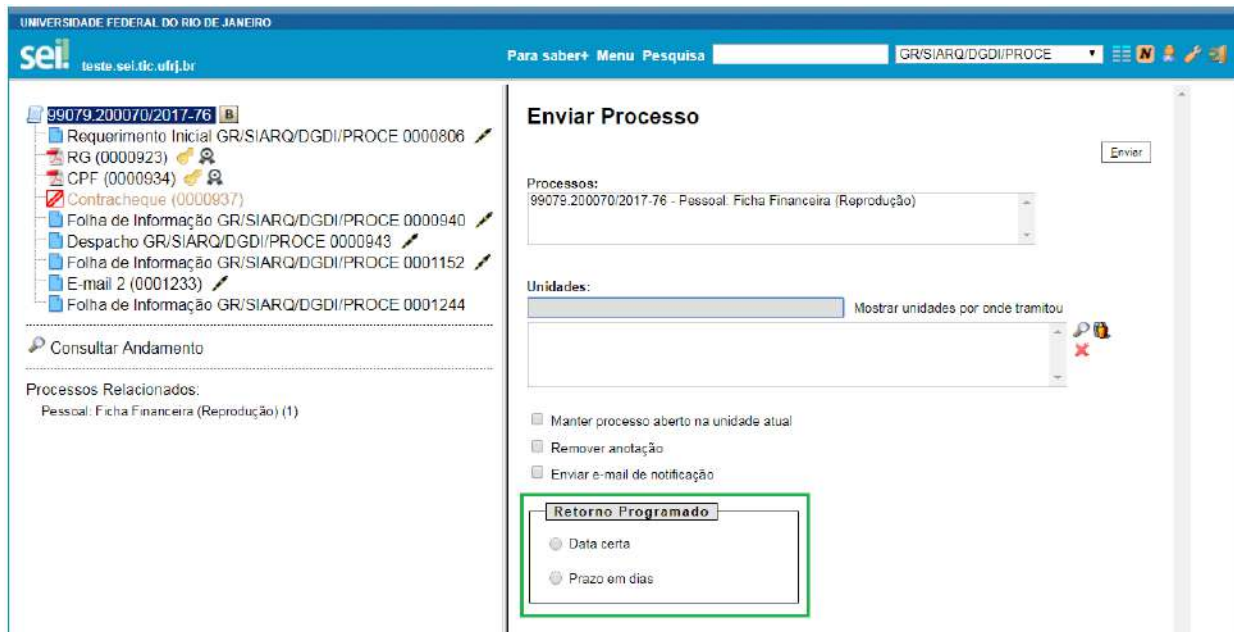 UNIVERSIDADE FEDERAL DO RIO DE JANEIRO
sei! teste.sei.tic.ufrj.br
Para saber+ Menu Pesquisa GR/SIARQ/DGDI/PROCE
N
99079.200070/2017-76 B
Requerimento Inicial GR/SIARQ/DGDI/PROCE 0000806
RG (0000923)
CPF (0000934)
Contracheque (0000937)
Folha de Informação GR/SIARQ/DGDI/PROCE 0000940
Despacho GR/SIARQ/DGDI/PROCE 0000943
Folha de Informação GR/SIARQ/DGDI/PROCE 0001152
E-mail 2 (0001233)
Folha de Informação GR/SIARQ/DGDI/PROCE 0001244
Consultar Andamento
Processos Relacionados:
Pessoal: Ficha Financeira (Reprodução) (1)
Enviar Processo
Enviar
Processos:
99079.200070/2017-76 - Pessoal: Ficha Financeira (Reprodução)
Unidades:
Mostrar unidades por onde tramitou
Manter processo aberto na unidade atual
Remover anotação
Enviar e-mail de notificação
Retorno Programado
Data certa
Prazo em dias